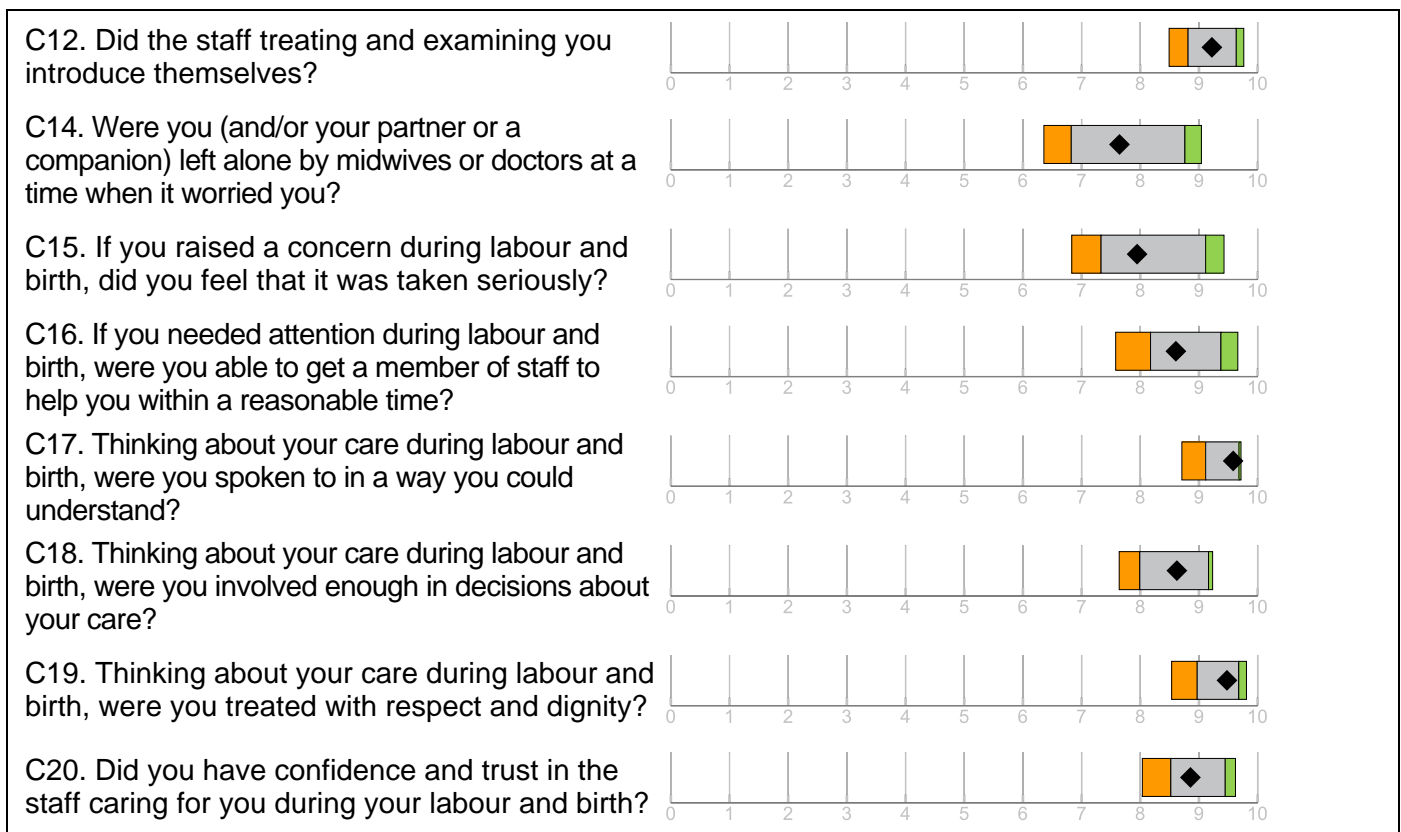 C12. Did the staff treating and examining you
introduce themselves?
0 1 2 3 4 5 6 7 8 9 10
C14. Were you (and/or your partner or a
companion) left alone by midwives or doctors at a
time when it worried you?
0 1 2 3 4 5 6 7 8 9 10
C15. If you raised a concern during labour and
birth, did you feel that it was taken seriously?
0 1 2 3 4 5 6 7 8 9 10
C16. If you needed attention during labour and
birth, were you able to get a member of staff to
help you within a reasonable time?
0 1 2 3 4 5 6 7 8 9 10
C17. Thinking about your care during labour and
birth, were you spoken to in a way you could
understand?
0 1 2 3 4 5 6 7 8 9 10
C18. Thinking about your care during labour and
birth, were you involved enough in decisions about
your care?
0 1 2 3 4 5 6 7 8 9 10
C19. Thinking about your care during labour and
birth, were you treated with respect and dignity?
0 1 2 3 4 5 6 7 8 9 10
C20. Did you have confidence and trust in the
staff caring for you during your labour and birth?
0 1 2 3 4 5 6 7 8 9 10